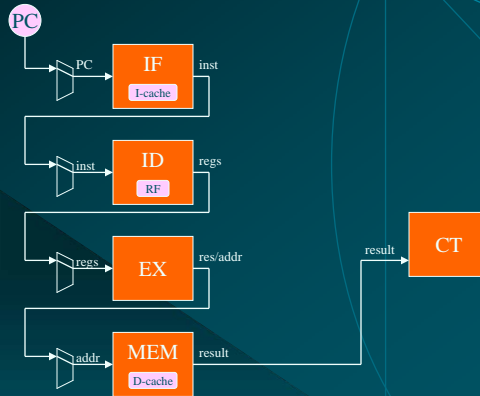 PC
PC
IF
inst
I-cache
inst
ID
regs
RF
regs
EX
res/addr
result
CT
addr
MEM
result
D-cache